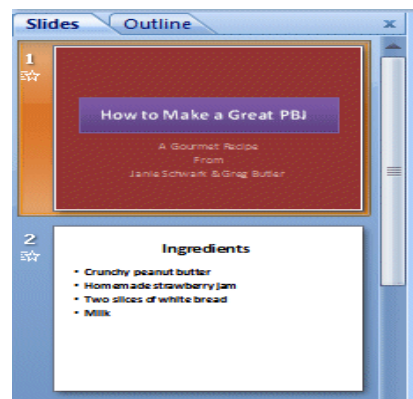 Slides Outline x
1
How to Make a Great PBJ
A Gourmet Recipe
From
Janie Schwark & Greg Butler
2
Ingredients
• Crunchy peanut butter
• Homemade strawberry jam
• Two slices of white bread
• Milk